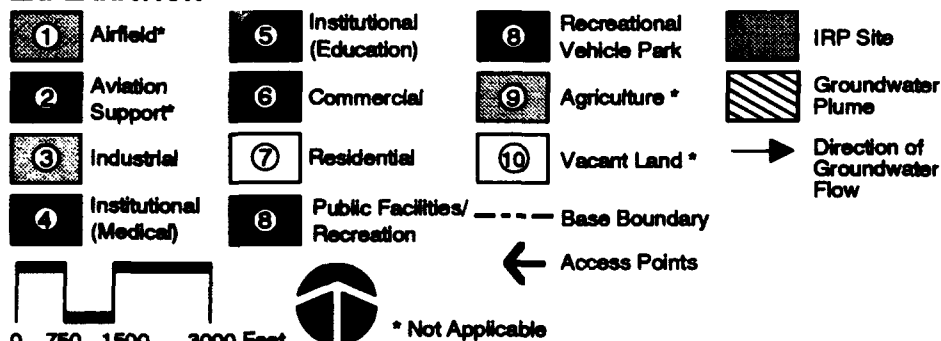 ① Airfield*
② Aviation
Support*
③ Industrial
④ Institutional
(Medical)
⑤ Institutional
(Education)
⑥ Commercial
⑦ Residential
⑧ Public Facilities/
Recreation
⑧ Recreational
Vehicle Park
⑨ Agriculture *
⑩ Vacant Land *
Base Boundary
Access Points
IRP Site
Groundwater
Plume
Direction of
Groundwater
Flow
0 750 1500 3000 Feet
* Not Applicable